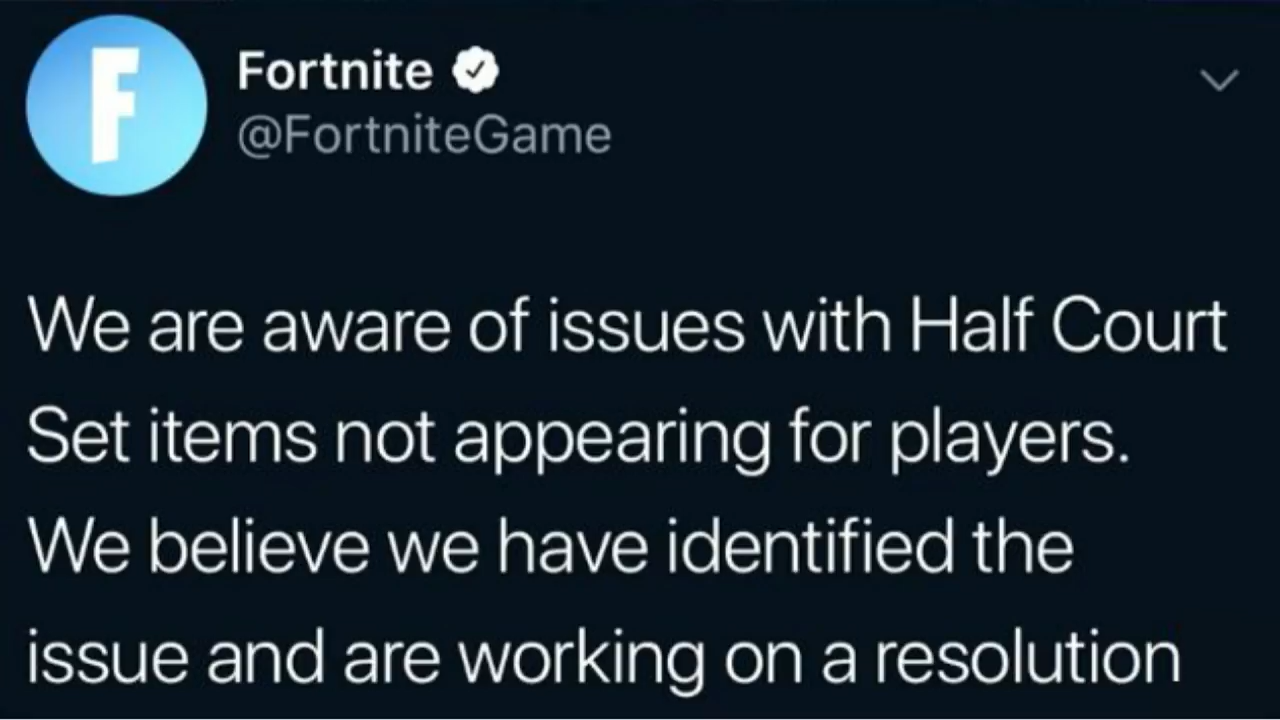 F
Fortnite
@FortniteGame
We are aware of issues with Half Court
Set items not appearing for players.
We believe we have identified the
issue and are working on a resolution